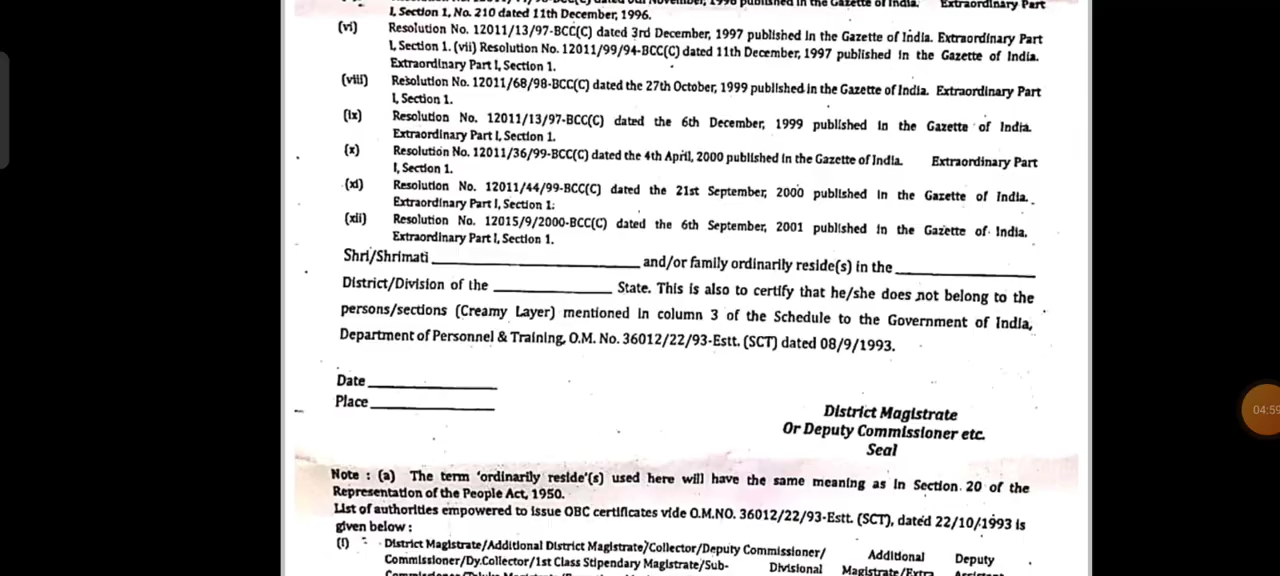 I, Section 1, No. 210 dated 11th December, 1996.
(vi) Resolution No. 12011/13/97-BCC(C) dated 3rd December, 1997 published in the Gazette of India. Extraordinary Part
I, Section 1. (vii) Resolution No. 12011/99/94-BCC(C) dated 11th December, 1997 published in the Gazette of India.
Extraordinary Part I, Section 1.
(viii) Resolution No. 12011/68/98-BCC(C) dated the 27th October, 1999 published in the Gazette of India. Extraordinary Part
I, Section 1.
(ix) Resolution No. 12011/13/97-BCC(C) dated the 6th December, 1999 published in the Gazette of India.
Extraordinary Part I, Section 1.
(x) Resolution No. 12011/36/99-BCC(C) dated the 4th April, 2000 published in the Gazette of India. Extraordinary Part
I, Section 1.
(xi) Resolution No. 12011/44/99-BCC(C) dated the 21st September, 2000 published in the Gazette of India.
Extraordinary Part I, Section 1.
(xii) Resolution No. 12015/9/2000-BCC(C) dated the 6th September, 2001 published in the Gazette of India.
Extraordinary Part I, Section 1.
Shri/Shrimati ____________________ and/or family ordinarily reside(s) in the ______________
District/Division of the ____________ State. This is also to certify that he/she does not belong to the
persons/sections (Creamy Layer) mentioned in column 3 of the Schedule to the Government of India,
Department of Personnel & Training, O.M. No. 36012/22/93-Estt. (SCT) dated 08/9/1993.
Date ____________
Place ____________
District Magistrate
Or Deputy Commissioner etc.
Seal
Note : (a) The term 'ordinarily reside'(s) used here will have the same meaning as in Section 20 of the
Representation of the People Act, 1950.
List of authorities empowered to issue OBC certificates vide O.M.NO. 36012/22/93-Estt. (SCT), dated 22/10/1993 is
given below :
(i) District Magistrate/Additional District Magistrate/Collector/Deputy Commissioner/ Additional Deputy
Commissioner/Dy.Collector/1st Class Stipendary Magistrate/Sub- Divisional Magistrate/Extra
04:59